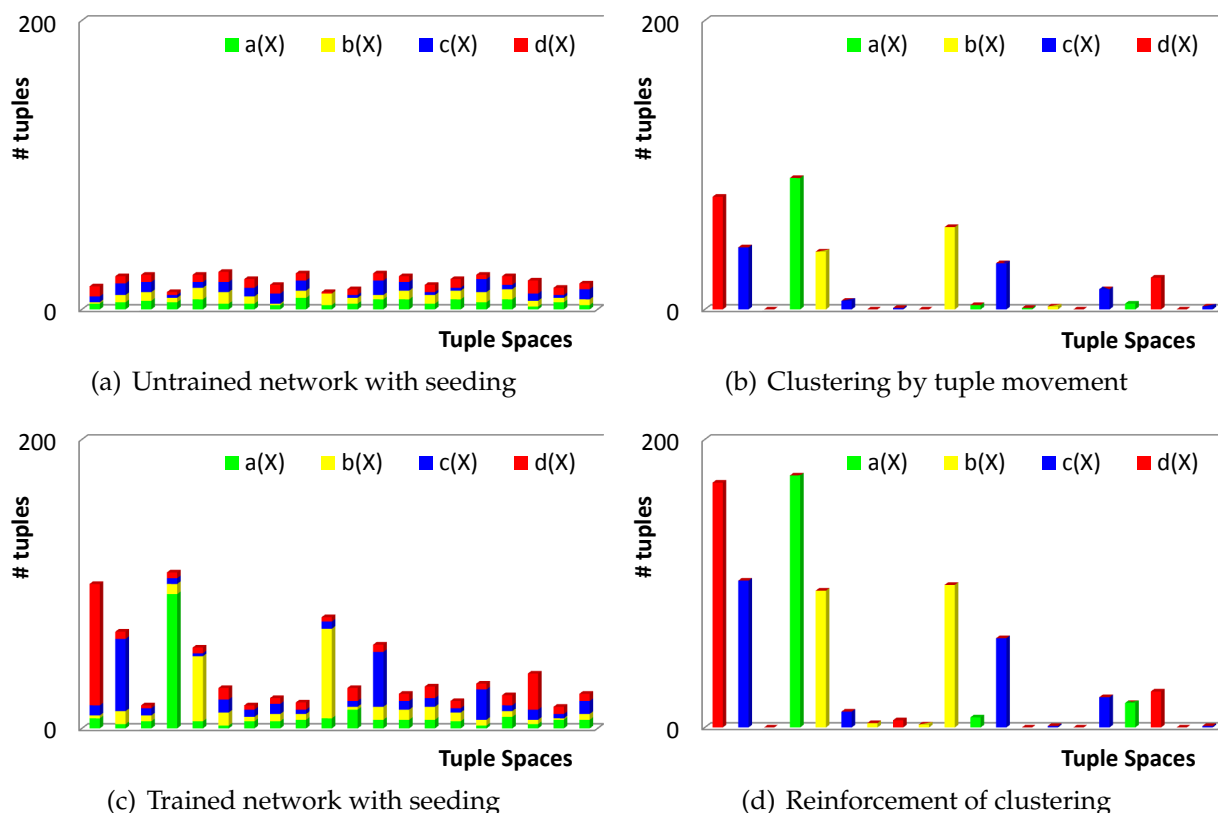 200
a(X) b(X) c(X) d(X)
# tuples
0
Tuple Spaces
(a) Untrained network with seeding
200
a(X) b(X) c(X) d(X)
# tuples
0
Tuple Spaces
(b) Clustering by tuple movement
200
a(X) b(X) c(X) d(X)
# tuples
0
Tuple Spaces
(c) Trained network with seeding
200
a(X) b(X) c(X) d(X)
# tuples
0
Tuple Spaces
(d) Reinforcement of clustering